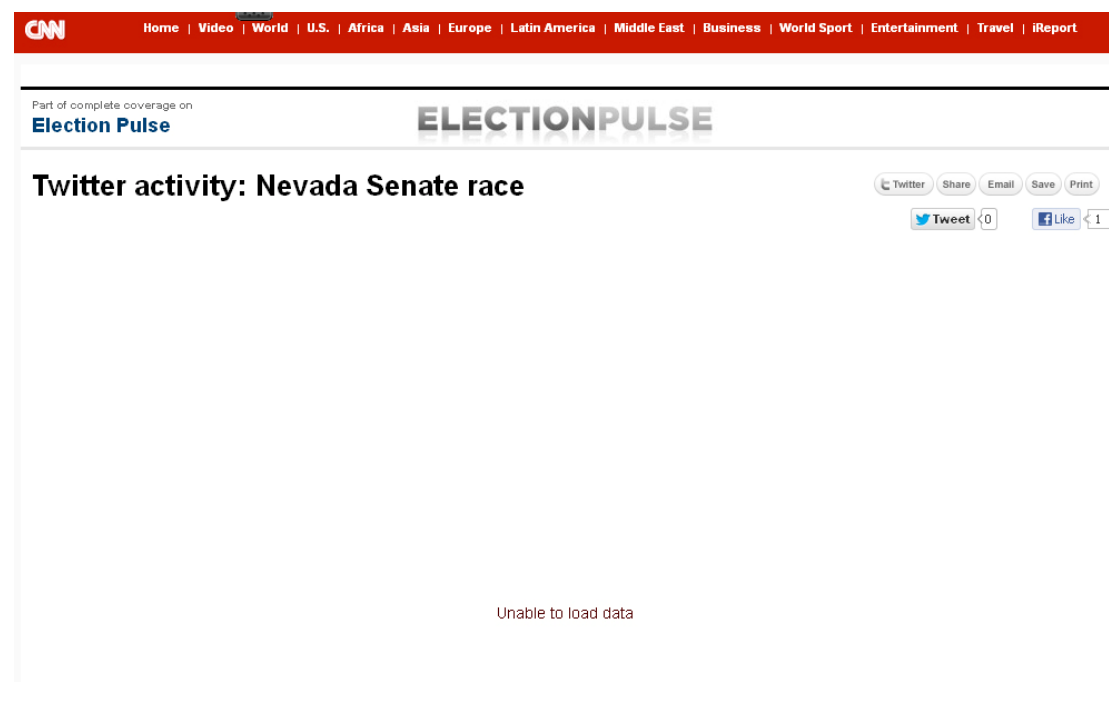 CNN Home | Video | World | U.S. | Africa | Asia | Europe | Latin America | Middle East | Business | World Sport | Entertainment | Travel | iReport
Part of complete coverage on
Election Pulse
ELECTIONPULSE
Twitter activity: Nevada Senate race
Twitter Share Email Save Print
Tweet 0 Like 1
Unable to load data